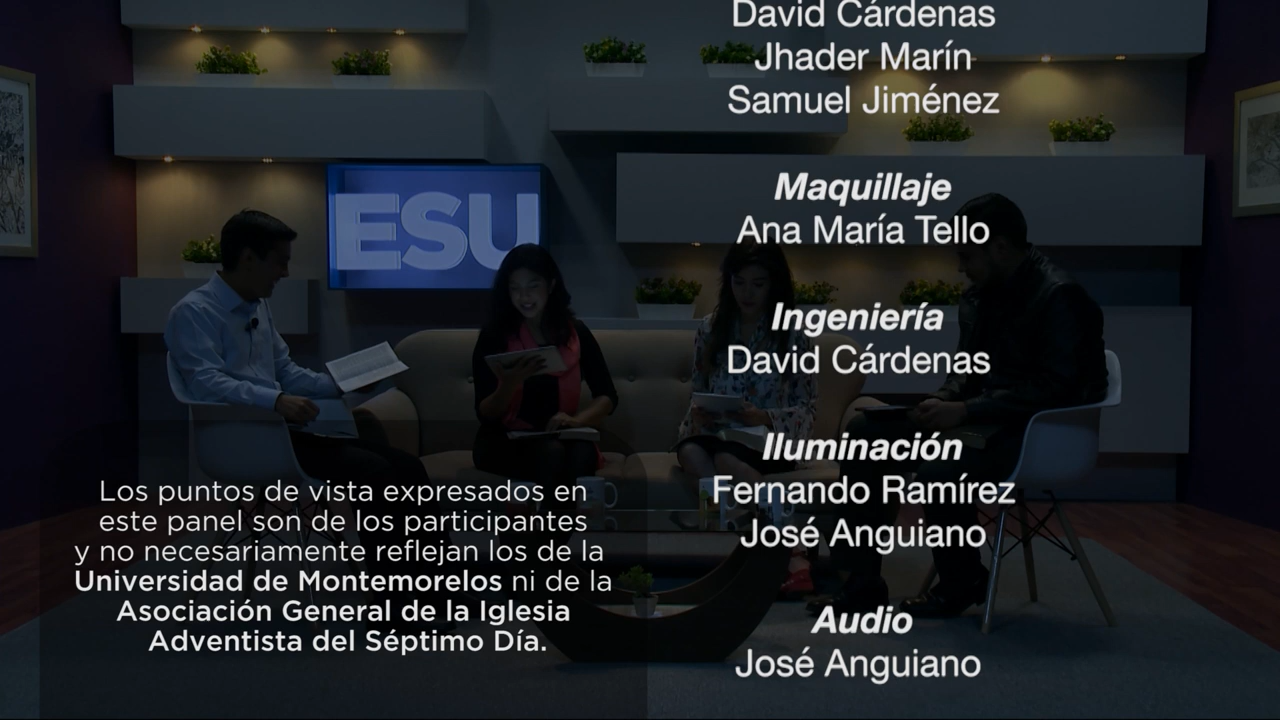 ESU
David Cárdenas
Jhader Marín
Samuel Jiménez
Maquillaje
Ana María Tello
Ingeniería
David Cárdenas
Iluminación
Fernando Ramírez
José Anguiano
Audio
José Anguiano
Los puntos de vista expresados en
este panel son de los participantes
y no necesariamente reflejan los de la
Universidad de Montemorelos ni de la
Asociación General de la Iglesia
Adventista del Séptimo Día.